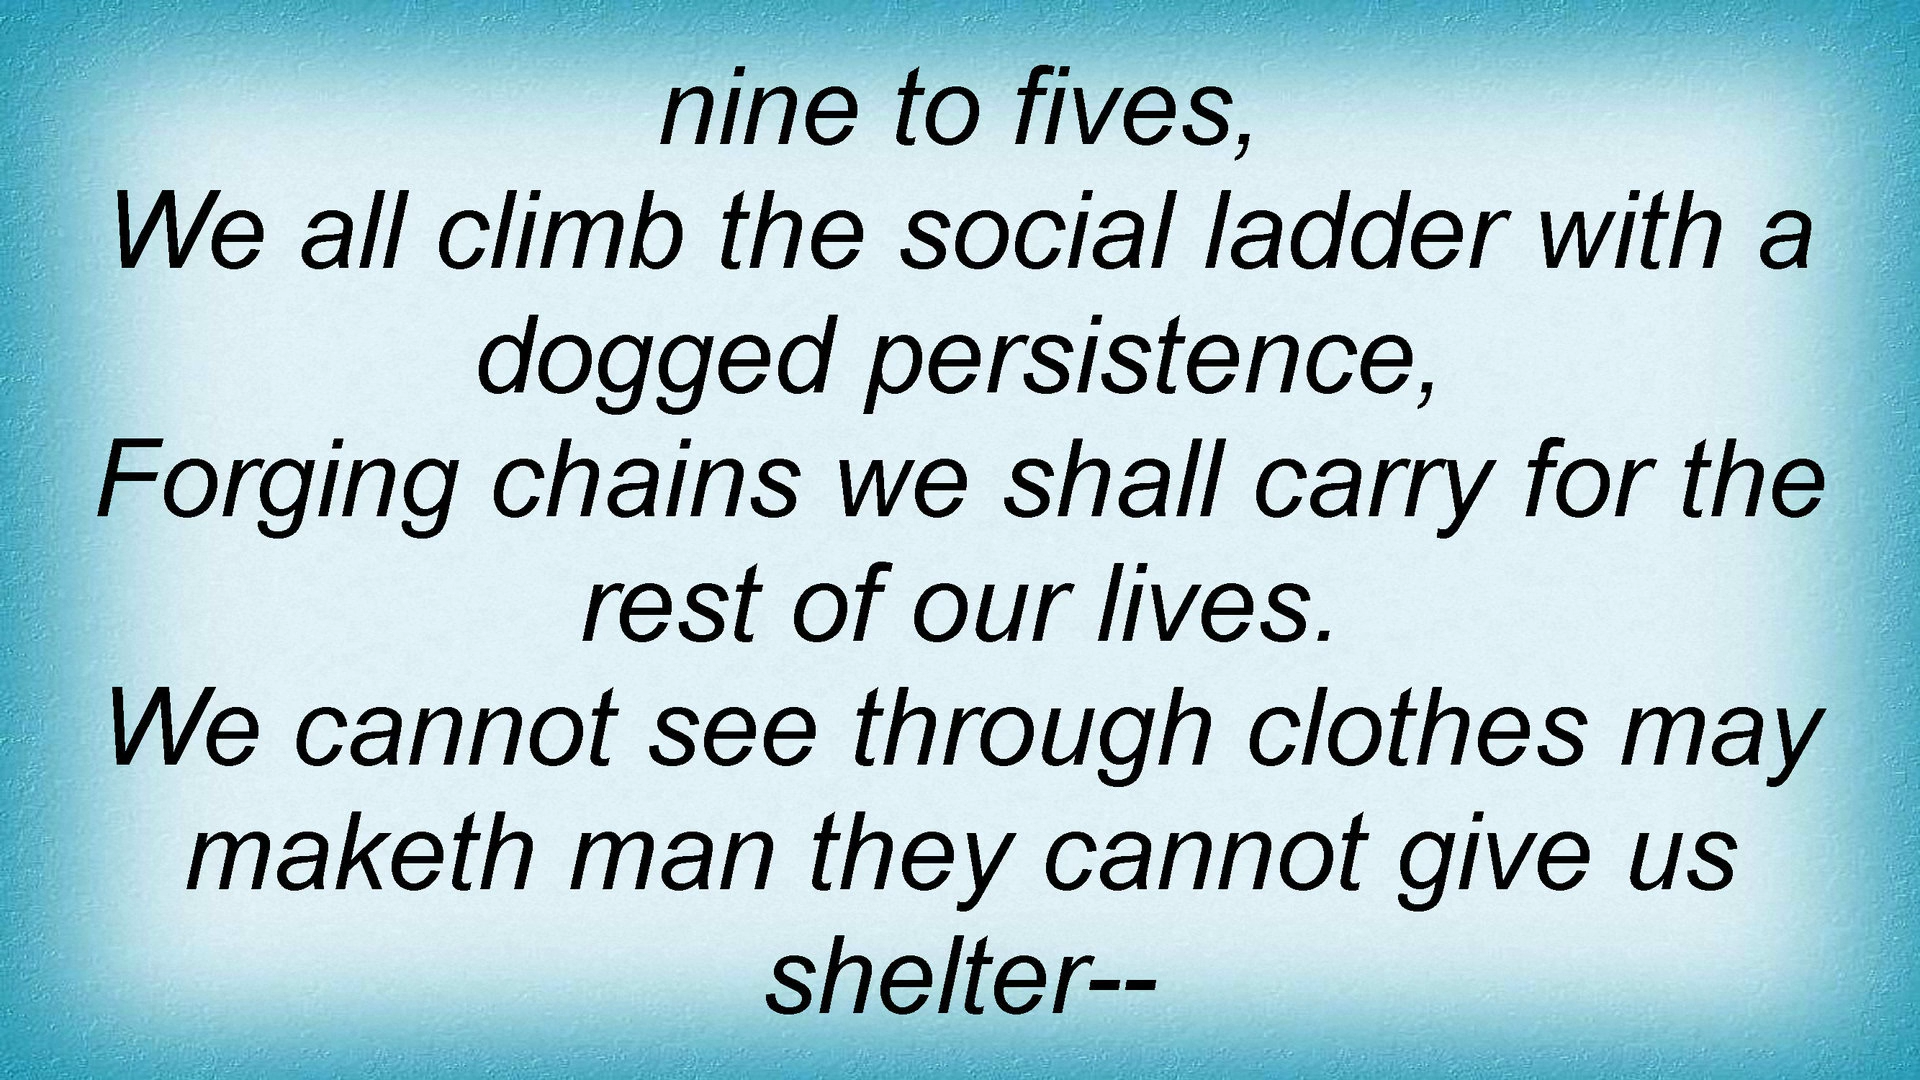 nine to fives,
We all climb the social ladder with a
dogged persistence,
Forging chains we shall carry for the
rest of our lives.
We cannot see through clothes may
maketh man they cannot give us
shelter--